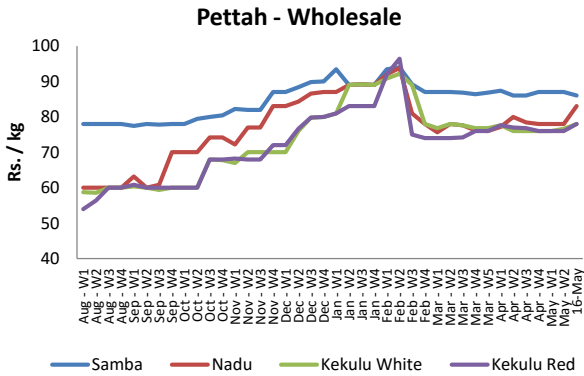 Pettah - Wholesale
Rs. / kg
100
90
80
70
60
50
40
Aug - W1
Aug - W2
Aug - W3
Aug - W4
Sep - W1
Sep - W2
Sep - W3
Sep - W4
Oct - W1
Oct - W2
Oct - W3
Oct - W4
Nov - W1
Nov - W2
Nov - W3
Nov - W4
Dec - W1
Dec - W2
Dec - W3
Dec - W4
Jan - W1
Jan - W2
Jan - W3
Jan - W4
Feb - W1
Feb - W2
Feb - W3
Feb - W4
Mar - W1
Mar - W2
Mar - W3
Mar - W4
Mar - W5
Apr - W1
Apr - W2
Apr - W3
Apr - W4
May - W1
May - W2
16-May
Samba Nadu Kekulu White Kekulu Red